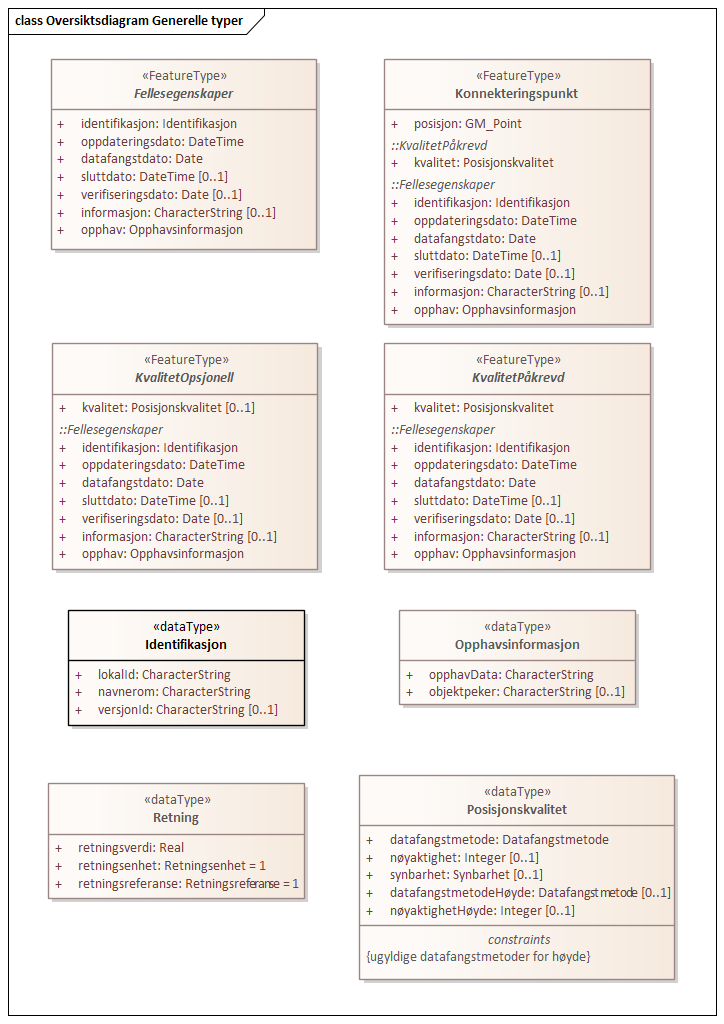 class Oversiktsdiagram Generelle typer
«FeatureType»
Fellesegenskaper
+ identifikasjon: Identifikasjon
+ oppdateringsdato: DateTime
+ datafangstdato: Date
+ sluttdato: DateTime [0..1]
+ verifiseringsdato: Date [0..1]
+ informasjon: CharacterString [0..1]
+ opphav: Opphavsinformasjon
«FeatureType»
Konnekteringspunkt
+ posisjon: GM_Point
::KvalitetPåkrevd
+ kvalitet: Posisjonskvalitet
::Fellesegenskaper
+ identifikasjon: Identifikasjon
+ oppdateringsdato: DateTime
+ datafangstdato: Date
+ sluttdato: DateTime [0..1]
+ verifiseringsdato: Date [0..1]
+ informasjon: CharacterString [0..1]
+ opphav: Opphavsinformasjon
«FeatureType»
KvalitetOpsjonell
+ kvalitet: Posisjonskvalitet [0..1]
::Fellesegenskaper
+ identifikasjon: Identifikasjon
+ oppdateringsdato: DateTime
+ datafangstdato: Date
+ sluttdato: DateTime [0..1]
+ verifiseringsdato: Date [0..1]
+ informasjon: CharacterString [0..1]
+ opphav: Opphavsinformasjon
«FeatureType»
KvalitetPåkrevd
+ kvalitet: Posisjonskvalitet
::Fellesegenskaper
+ identifikasjon: Identifikasjon
+ oppdateringsdato: DateTime
+ datafangstdato: Date
+ sluttdato: DateTime [0..1]
+ verifiseringsdato: Date [0..1]
+ informasjon: CharacterString [0..1]
+ opphav: Opphavsinformasjon
«dataType»
Identifikasjon
+ lokalId: CharacterString
+ navnerom: CharacterString
+ versjonId: CharacterString [0..1]
«dataType»
Opphavsinformasjon
+ opphavData: CharacterString
+ objektpeker: CharacterString [0..1]
«dataType»
Retning
+ retningsverdi: Real
+ retningsenhet: Retningsenhet = 1
+ retningsreferanse: Retningsreferanse = 1
«dataType»
Posisjonskvalitet
+ datafangstmetode: Datafangstmetode
+ nøyaktighet: Integer [0..1]
+ synbarhet: Synbarhet [0..1]
+ datafangstmetodeHøyde: Datafangstmetode [0..1]
+ nøyaktighetHøyde: Integer [0..1]
constraints
{ugyldige datafangstmetoder for høyde}